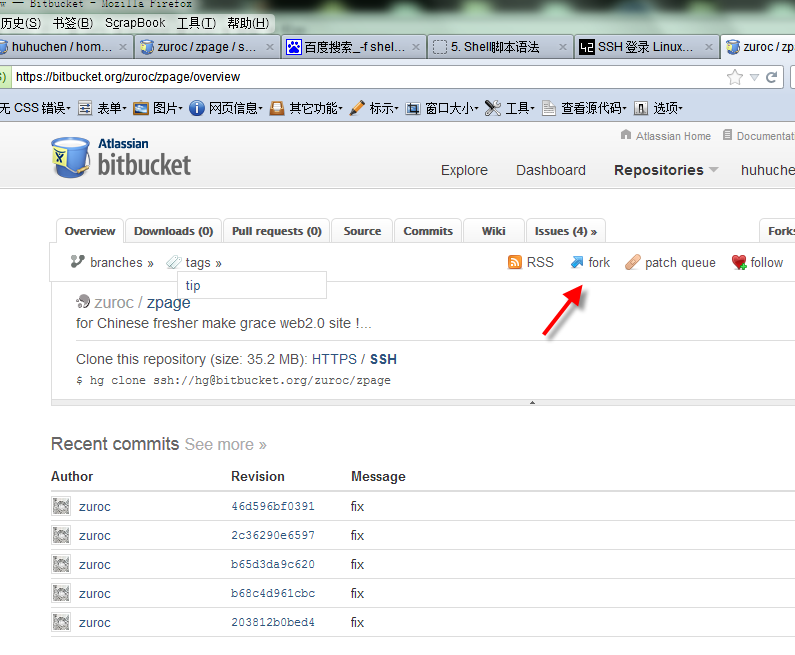 — Bitbucket – Mozilla Firefox
历史(S) 书签(B) ScrapBook 工具(T) 帮助(H)
huhuchen / hom... × zuroc / zpage / s... × 百度搜索_-f shel... × 5. Shell脚本语法 × SSH 登录 Linux... × zuroc / zp
https://bitbucket.org/zuroc/zpage/overview
无 CSS 错误 表单 图片 网页信息 其它功能 标示 窗口大小 工具 查看源代码 选项
Atlassian
bitbucket
Atlassian Home Documentat
Explore Dashboard Repositories huhuche
Overview Downloads (0) Pull requests (0) Source Commits Wiki Issues (4) » Forks
branches » tags » RSS fork patch queue follow
tip
zuroc / zpage
for Chinese fresher make grace web2.0 site !...
Clone this repository (size: 35.2 MB): HTTPS / SSH
$ hg clone ssh://hg@bitbucket.org/zuroc/zpage
Recent commits See more »
Author Revision Message
zuroc 46d596bf0391 fix
zuroc 2c36290e6597 fix
zuroc b65d3da9c620 fix
zuroc b68c4d961cbc fix
zuroc 203812b0bed4 fix